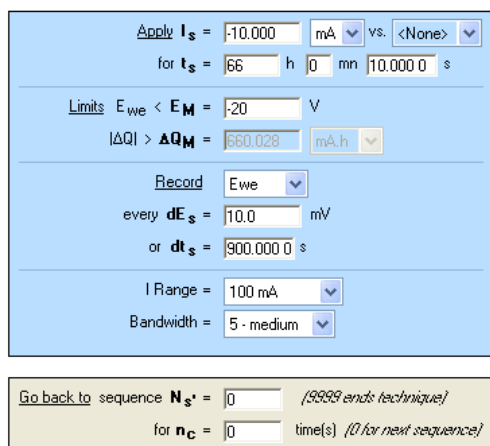 Apply Is = -10.000 mA vs. <None>
for ts = 66 h 0 mn 10.000 0 s
Limits Ewe < EM = -20 V
|ΔQ| > ΔQM = 660.028 mA.h
Record Ewe
every dEs = 10.0 mV
or dts = 900.000 0 s
I Range = 100 mA
Bandwidth = 5 - medium
Go back to sequence Ns' = 0 (9999 ends technique)
for nc = 0 time(s) (0 for next sequence)